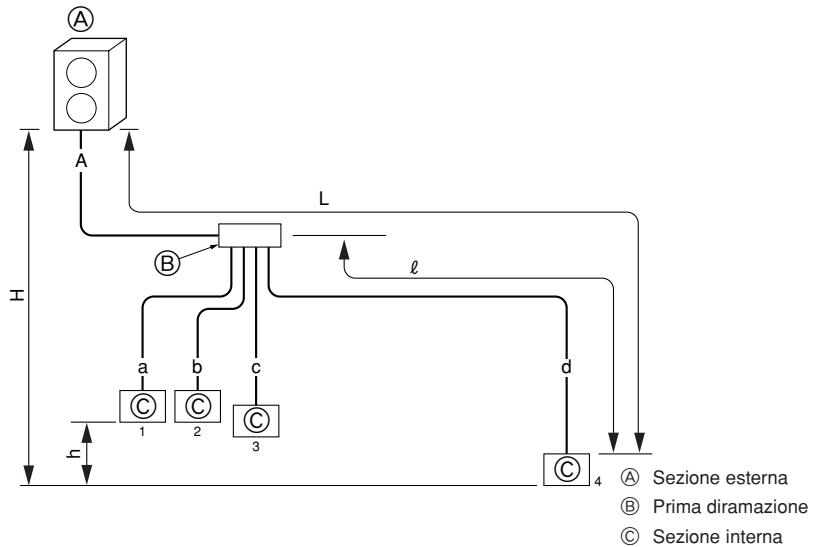 Ⓐ
A
L
Ⓑ
ℓ
H
a
b
c
d
Ⓒ
Ⓒ
Ⓒ
1
2
3
h
Ⓒ
4
Ⓐ Sezione esterna
Ⓑ Prima diramazione
Ⓒ Sezione interna